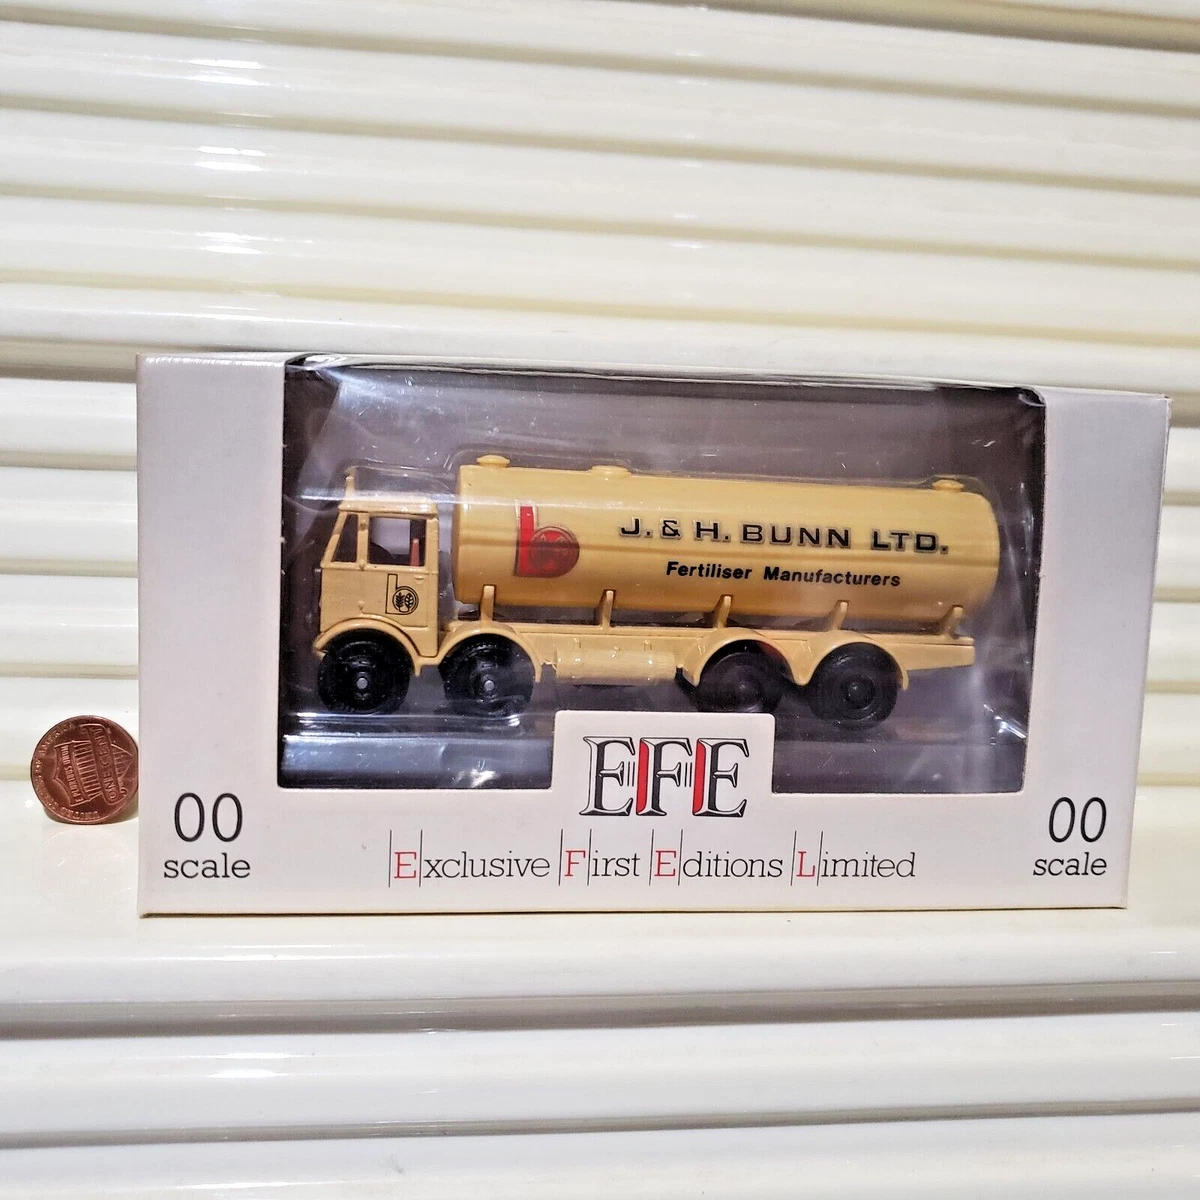 b
J. & H. BUNN LTD.
Fertiliser Manufacturers
b
EFE
Exclusive First Editions Limited
00
scale
00
scale